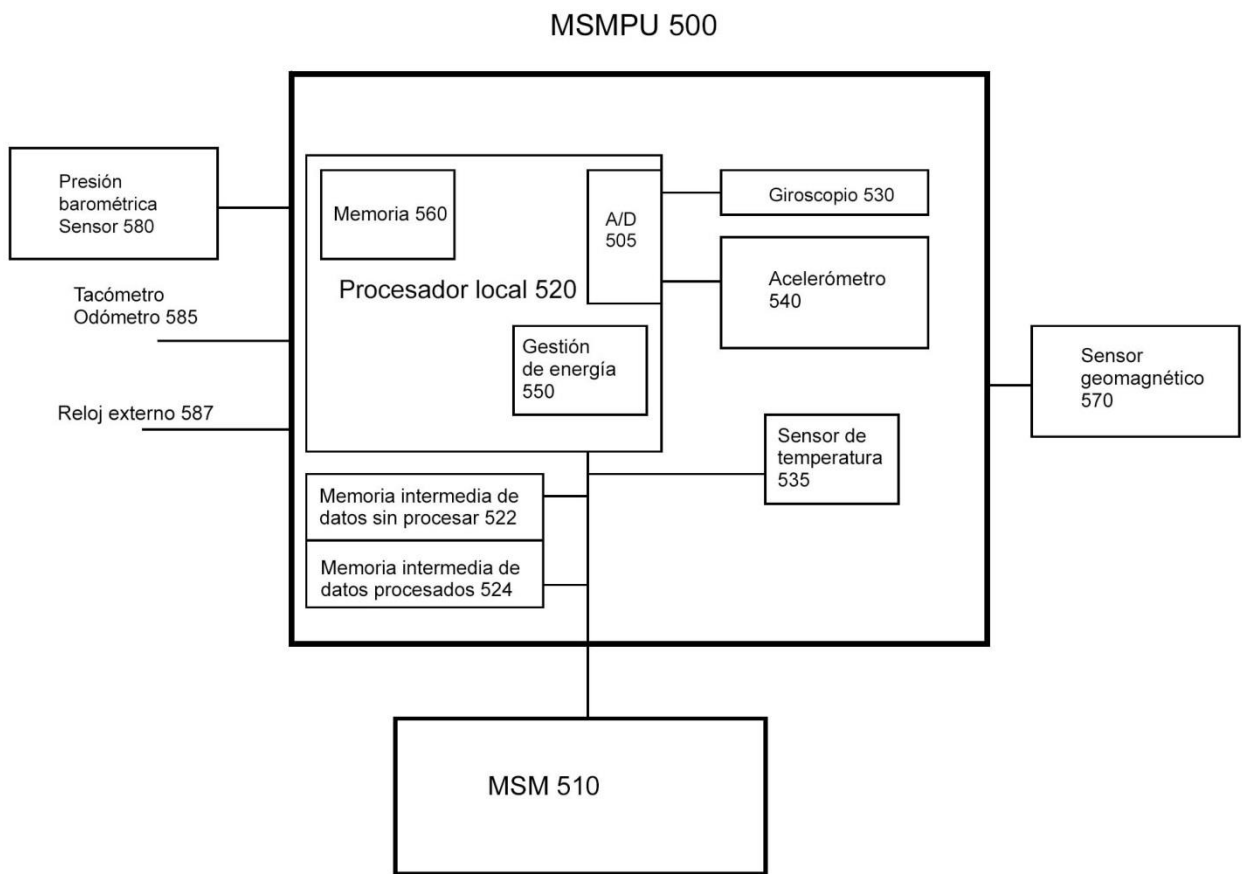 MSMPU 500
Presión
barométrica
Sensor 580
Tacómetro
Odómetro 585
Reloj externo 587
Memoria 560
A/D
505
Procesador local 520
Gestión
de energía
550
Giroscopio 530
Acelerómetro
540
Sensor
geomagnético
570
Sensor de
temperatura
535
Memoria intermedia de
datos sin procesar 522
Memoria intermedia de
datos procesados 524
MSM 510